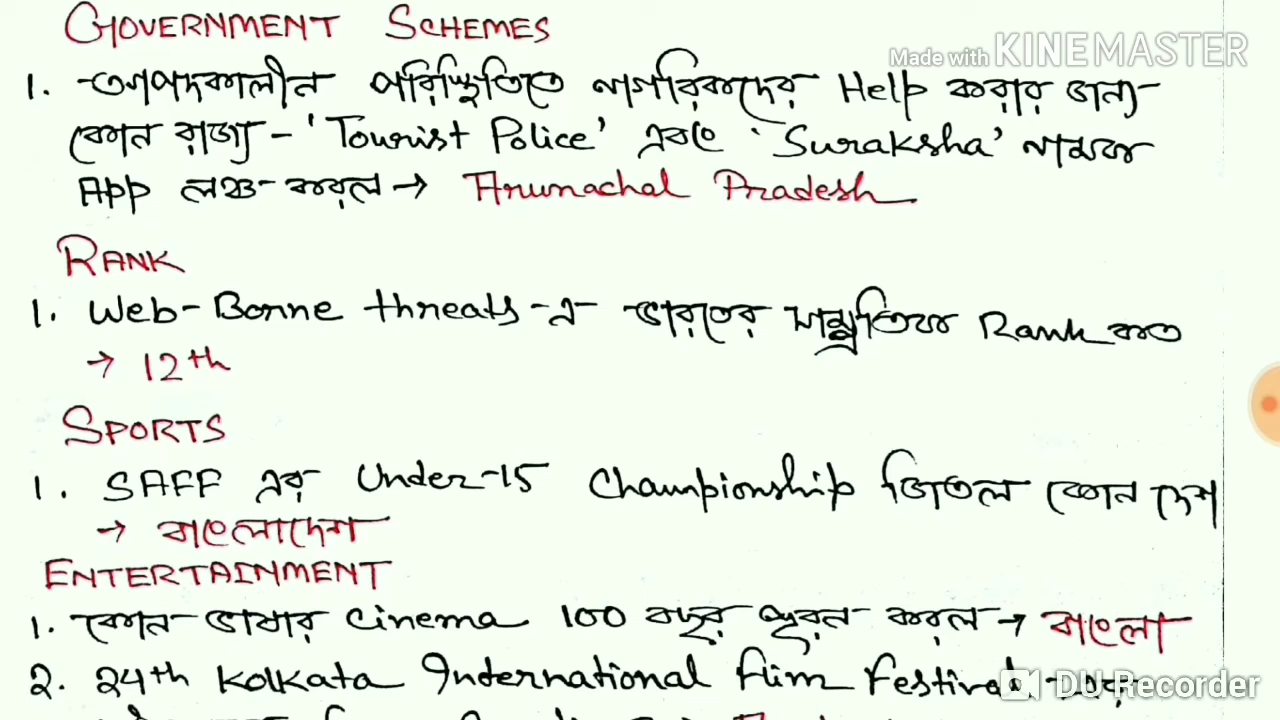 GOVERNMENT SCHEMES
Made with KINEMASTER
1. আপদকালীন পরিস্থিতিতে নাগরিকদের Help করার জন্য
কোন রাজ্য - 'Tourist Police' এবং 'Suraksha' নামক
App লঞ্চ করল → Arunachal Pradesh
RANK
1. Web-Borne threats-এ ভারতের সাম্প্রতিক Rank কত
→ 12th
SPORTS
1. SAFF এর Under-15 Championship জিতল কোন দেশ
→ বাংলাদেশ
ENTERTAINMENT
1. কোন ভাষার Cinema 100 বছর পূরন করল → বাংলা
2. 24th Kolkata International Film Festival
DU Recorder